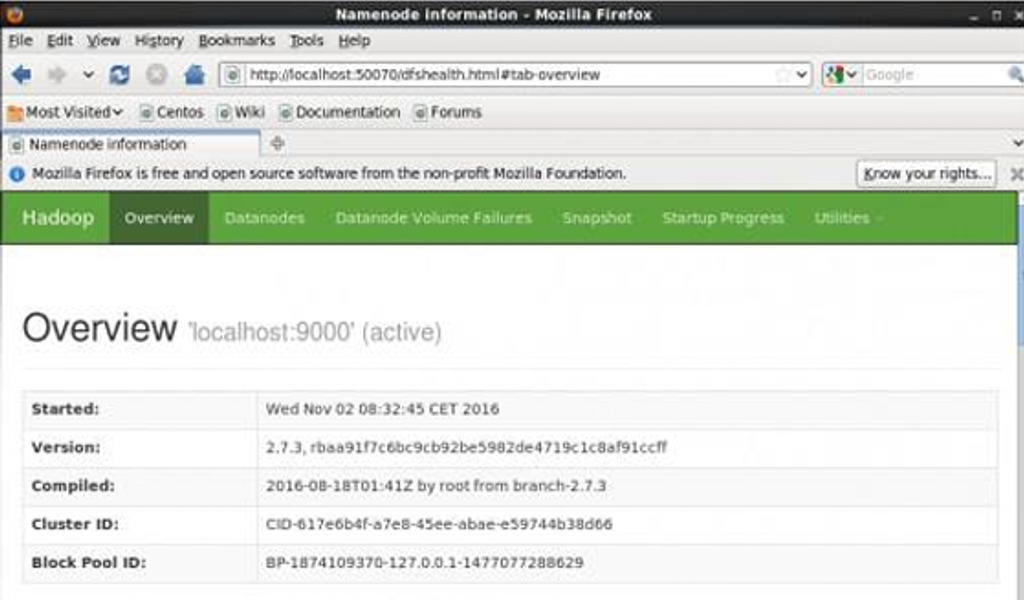 Namenode information - Mozilla Firefox
File Edit View History Bookmarks Tools Help
http://localhost:50070/dfshealth.html#tab-overview Google
Most Visited Centos Wiki Documentation Forums
Namenode information
Mozilla Firefox is free and open source software from the non-profit Mozilla Foundation. Know your rights...
Hadoop Overview Datanodes Datanode Volume Failures Snapshot Startup Progress Utilities
Overview 'localhost:9000' (active)
Started: Wed Nov 02 08:32:45 CET 2016
Version: 2.7.3, rbaa91f7c6bc9cb92be5982de4719c1c8af91ccff
Compiled: 2016-08-18T01:41Z by root from branch-2.7.3
Cluster ID: CID-617e6b4f-a7e8-45ee-abae-e59744b38d66
Block Pool ID: BP-1874109370-127.0.0.1-1477077288629